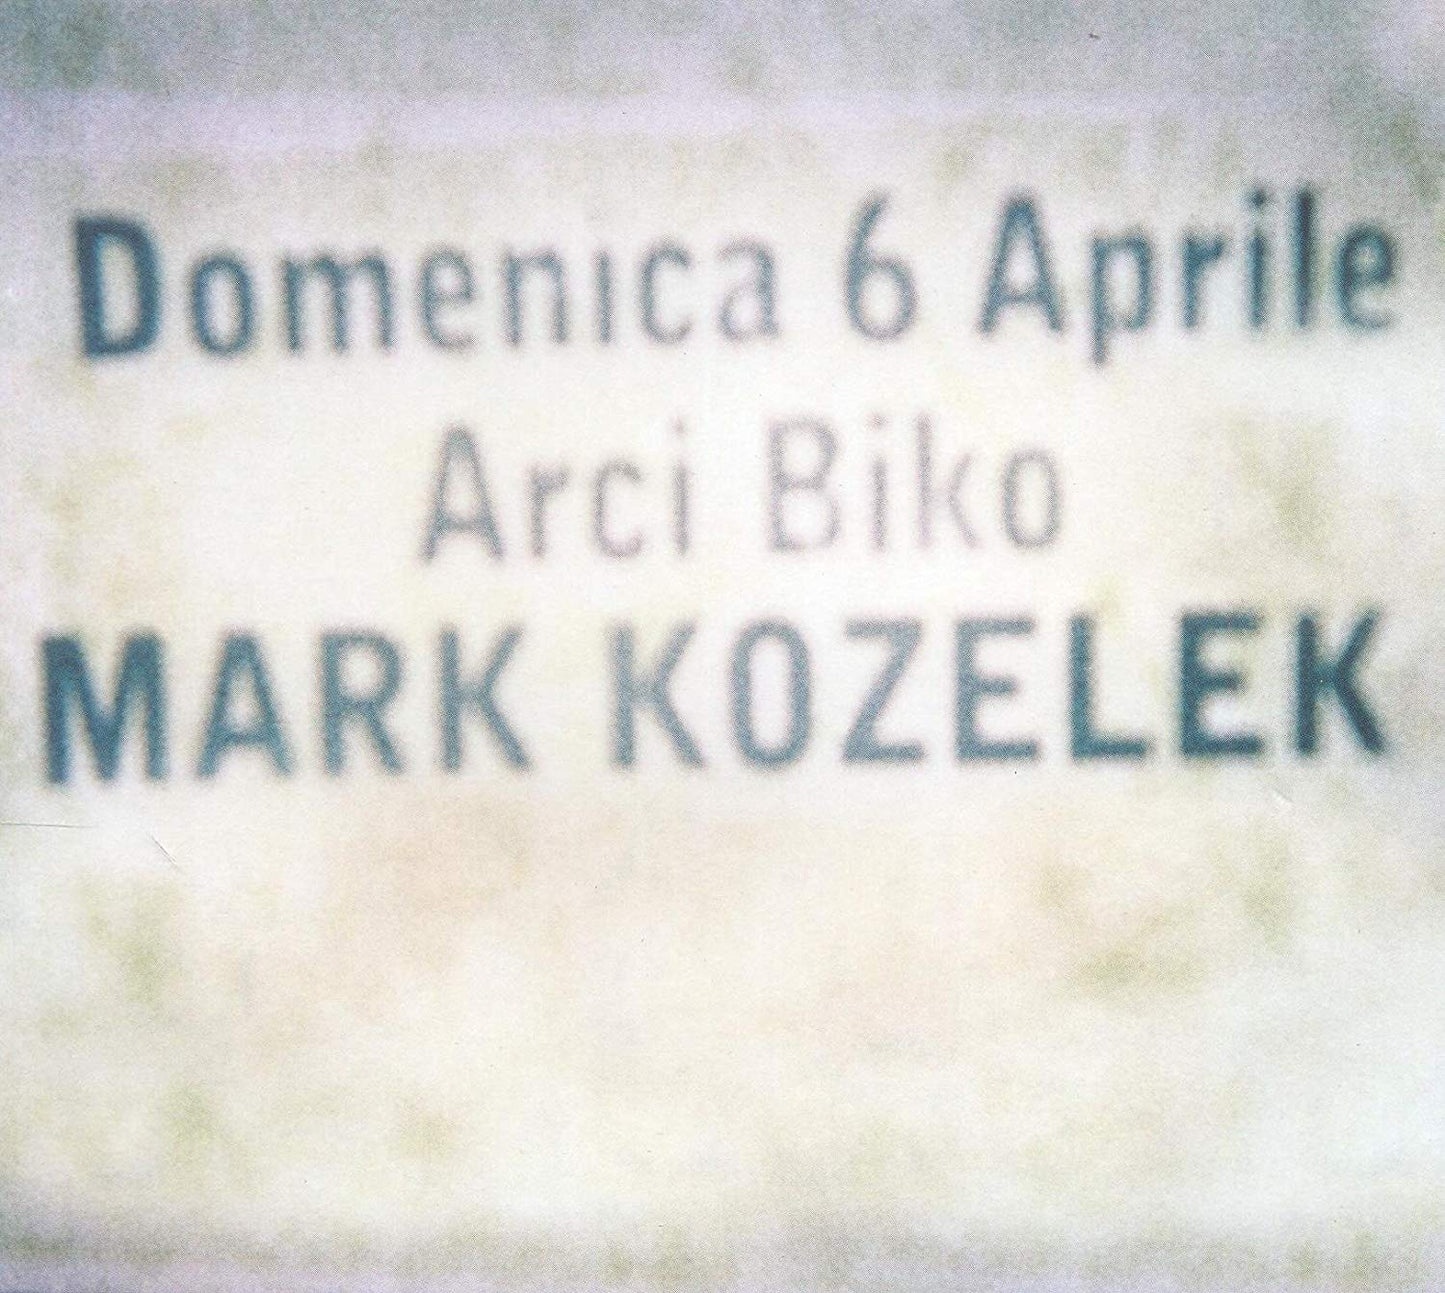 Domenica 6 Aprile
Arci Biko
MARK KOZELEK